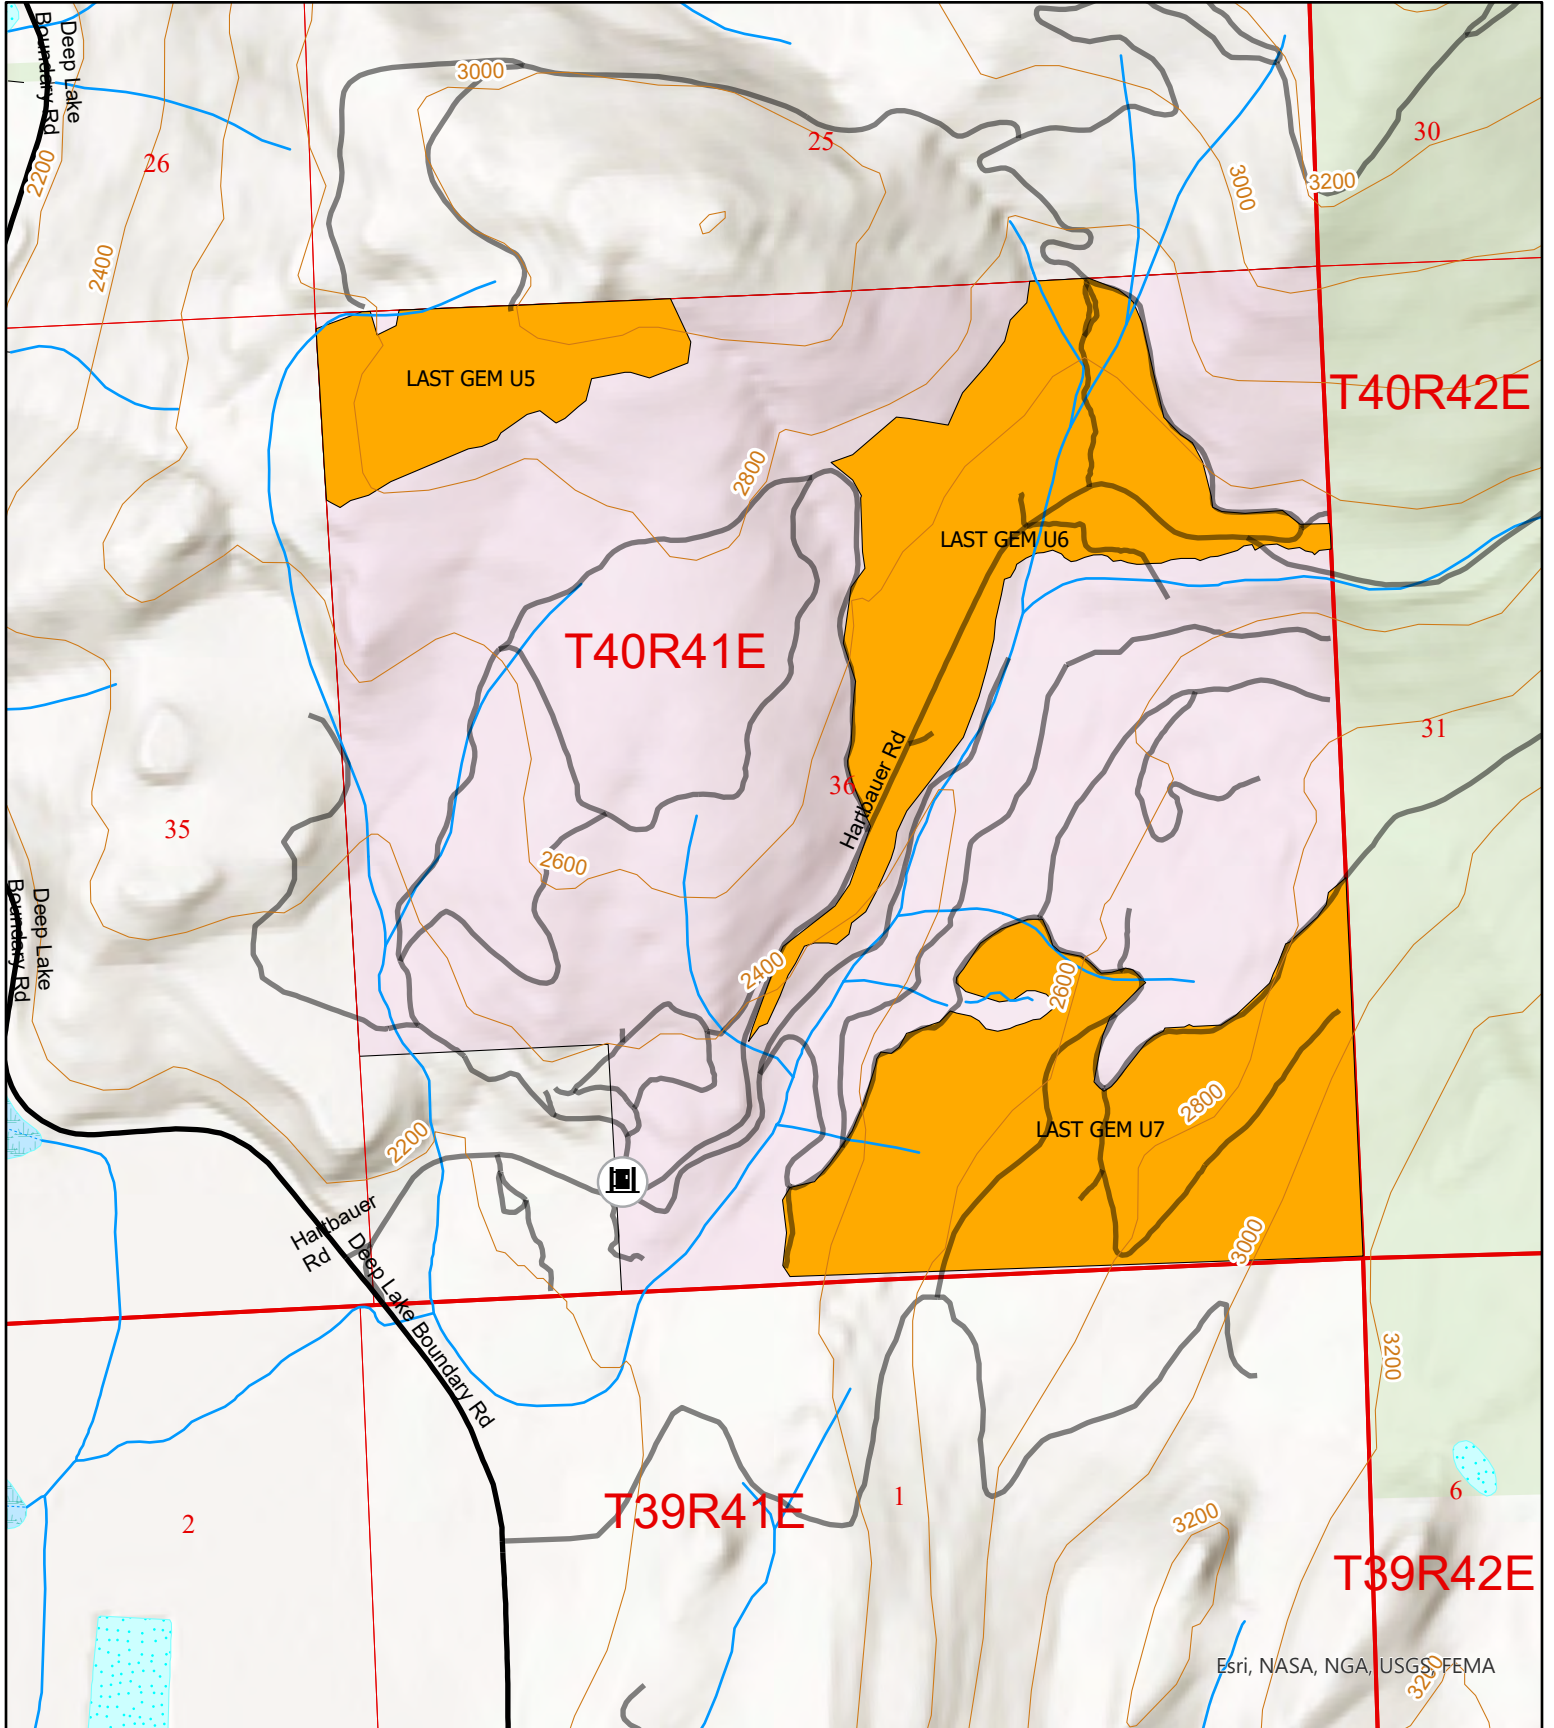 Deep Lake
Boundary Rd
3000
25
30
26
2200
3000
3200
2400
LAST GEM U5
T40R42E
2800
LAST GEM U6
T40R41E
31
36
Hartbauer Rd
35
2600
Deep Lake
Boundary Rd
2400
2600
2800
LAST GEM U7
2200
Hartbauer
Rd
3000
Deep Lake Boundary Rd
3200
T39R41E
1
6
2
3200
T39R42E
Esri, NASA, NGA, USGS, FEMA
3200